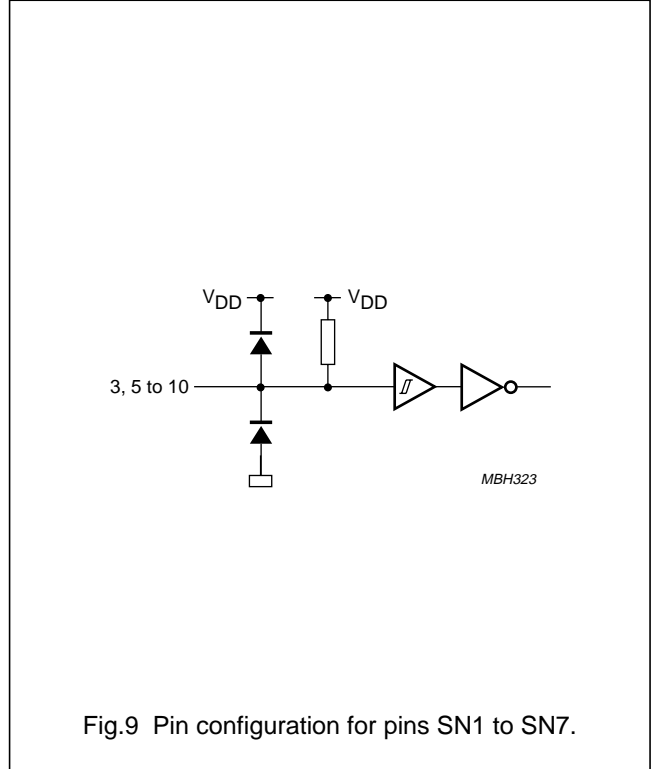 VDD VDD
3, 5 to 10
MBH323
Fig.9 Pin configuration for pins SN1 to SN7.